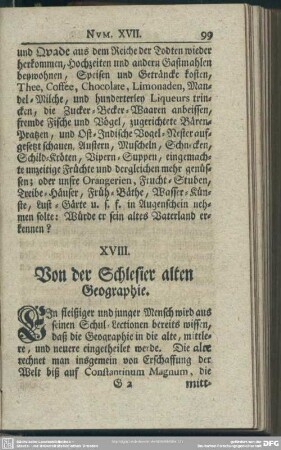 NVM. XVII. 99
und Qvade aus dem Reiche der Todten wieder
herkommen, Hochzeiten und andern Gastmahlen
beywohnen, Speisen und Geträncke kosten,
Thee, Coffee, Chocolate, Limonaden, Man-
del-Milche, und hunderterley Liqueurs trin-
cken, die Zucker-Becker-Waaren anbeissen,
fremde Fische und Vögel, zugerichtete Bären-
Pratzen, und Ost-Indische Vogel-Nester auf-
gesetzt schauen, Austern, Muscheln, Schnecken,
Schild-Kröten, Vipern-Suppen, eingemach-
te unzeitige Früchte und dergleichen mehr genüs-
sen; oder unsre Orangerien, Frucht-Stuben,
Treibe-Häuser, Früh-Bäthe, Wasser-Kün-
ste, Lust-Gärte u. s. f. in Augenschein neh-
men solte: Würde er sein altes Vaterland er-
kennen?
XVIII.
Von der Schlesier alten
Geographie.
EIn fleißiger und junger Mensch wird aus
seinen Schul-Lectionen bereits wissen,
daß die Geographie in die alte, mittle-
re, und neuere eingetheilet werde. Die alte
rechnet man insgemein von Erschaffung der
Welt biß auf Constantinum Magnum, die
G 2 mitt-